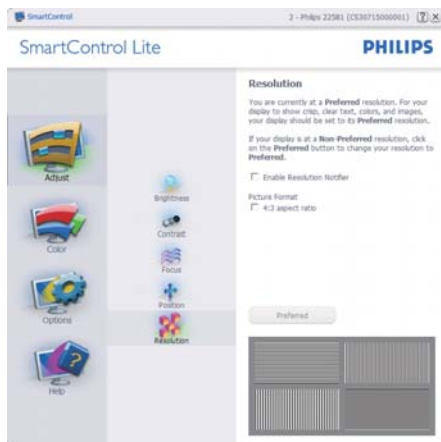 SmartControl
2 - Philips 225B1 (CS30715000001)
SmartControl Lite
PHILIPS
Adjust
Color
Options
Help
Brightness
Contrast
Focus
Position
Resolution
Resolution
You are currently at a Preferred resolution. For your
display to show crisp, clear text, colors, and images,
your display should be set to its Preferred resolution.
If your display is at a Non-Preferred resolution, click
on the Preferred button to change your resolution to
Preferred.
Enable Resolution Notifier
Picture Format
4:3 aspect ratio
Preferred